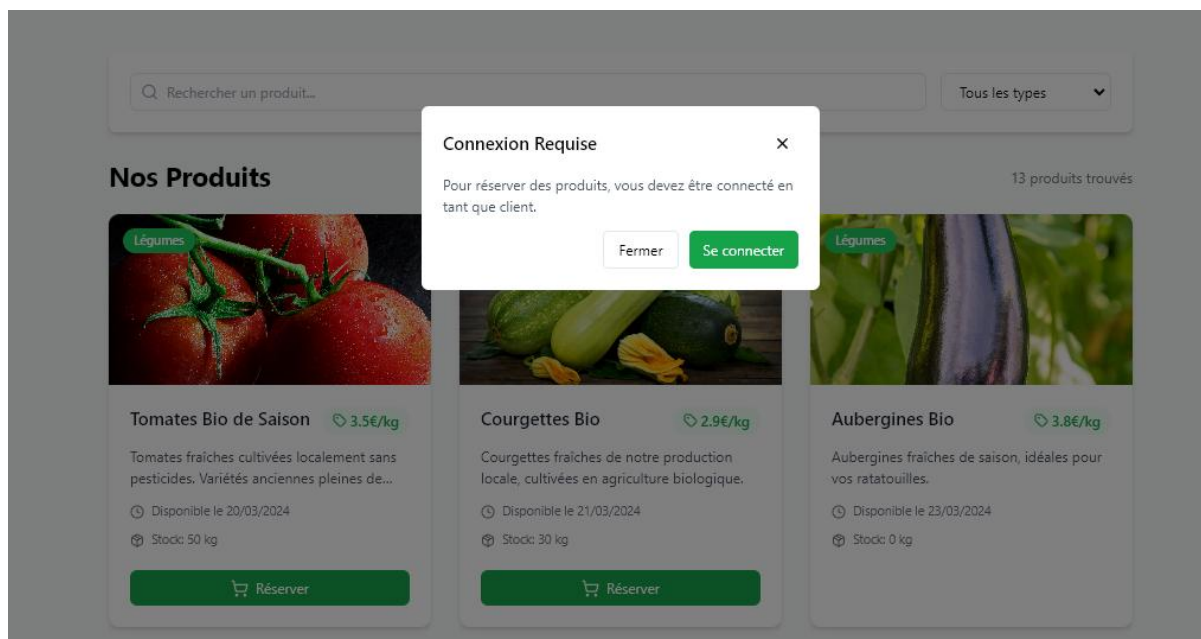 Rechercher un produit...
Tous les types
Connexion Requise
Pour réserver des produits, vous devez être connecté en
tant que client.
Fermer
Se connecter
Nos Produits
13 produits trouvés
Légumes
Légumes
Tomates Bio de Saison
3.5€/kg
Tomates fraîches cultivées localement sans
pesticides. Variétés anciennes pleines de...
Disponible le 20/03/2024
Stock: 50 kg
Réserver
Courgettes Bio
2.9€/kg
Courgettes fraîches de notre production
locale, cultivées en agriculture biologique.
Disponible le 21/03/2024
Stock: 30 kg
Réserver
Aubergines Bio
3.8€/kg
Aubergines fraîches de saison, idéales pour
vos ratatouilles.
Disponible le 23/03/2024
Stock: 0 kg